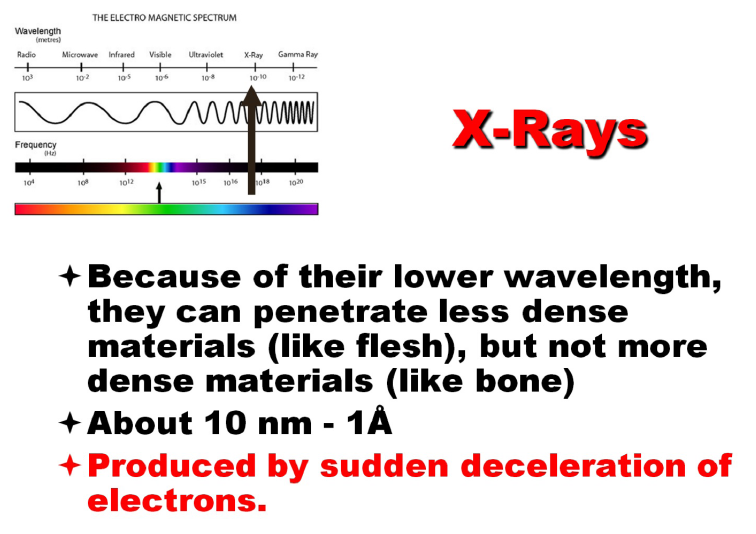 THE ELECTRO MAGNETIC SPECTRUM
Wavelength
(metres)
Radio Microwave Infrared Visible Ultraviolet X-Ray Gamma Ray
10³ 10⁻² 10⁻⁵ 10⁻⁶ 10⁻⁸ 10⁻¹⁰ 10⁻¹²
Frequency
(Hz)
10⁴ 10⁸ 10¹² 10¹⁵ 10¹⁶ 10¹⁸ 10²⁰
X-Rays
Because of their lower wavelength,
they can penetrate less dense
materials (like flesh), but not more
dense materials (like bone)
About 10 nm - 1Å
Produced by sudden deceleration of
electrons.